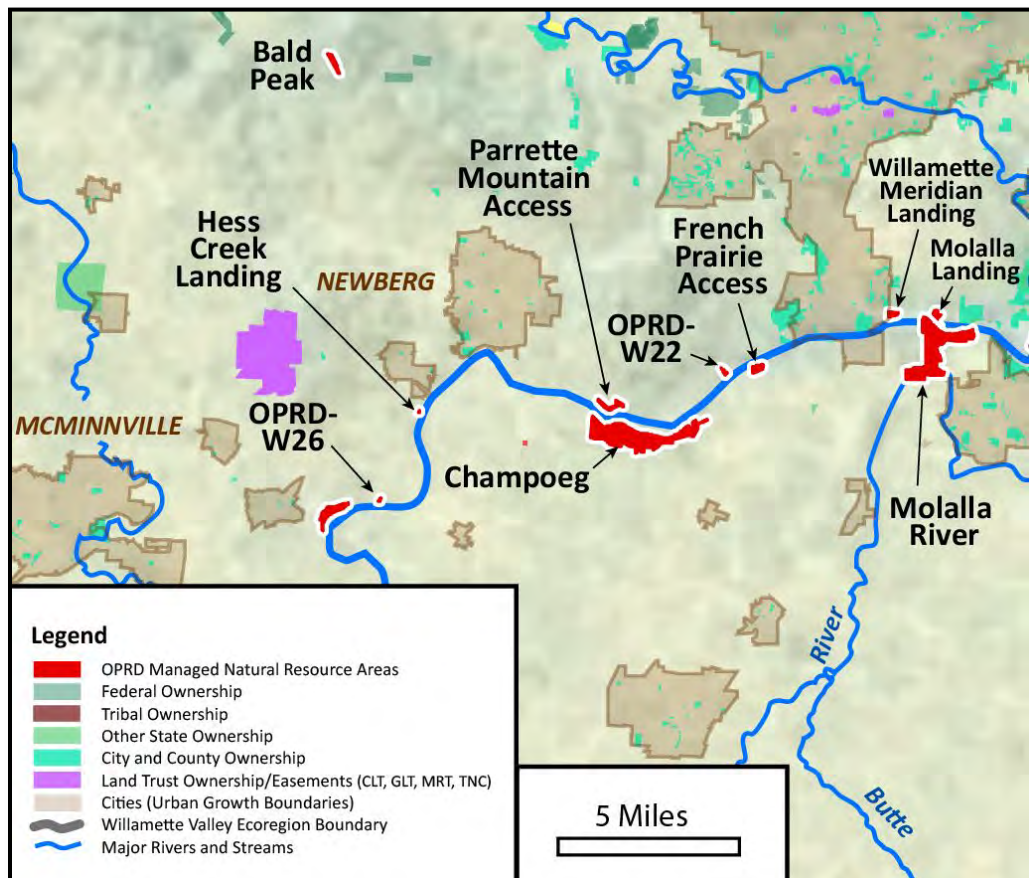 Bald
Peak
Parrette
Mountain
Access
Willamette
Meridian
Landing
Hess
Creek
Landing
French
Prairie
Access
Molalla
Landing
NEWBERG
OPRD-
W22
MCMINNVILLE
OPRD-
W26
Champoeg
Molalla
River
River
Butte
Legend
OPRD Managed Natural Resource Areas
Federal Ownership
Tribal Ownership
Other State Ownership
City and County Ownership
Land Trust Ownership/Easements (CLT, GLT, MRT, TNC)
Cities (Urban Growth Boundaries)
Willamette Valley Ecoregion Boundary
Major Rivers and Streams
5 Miles